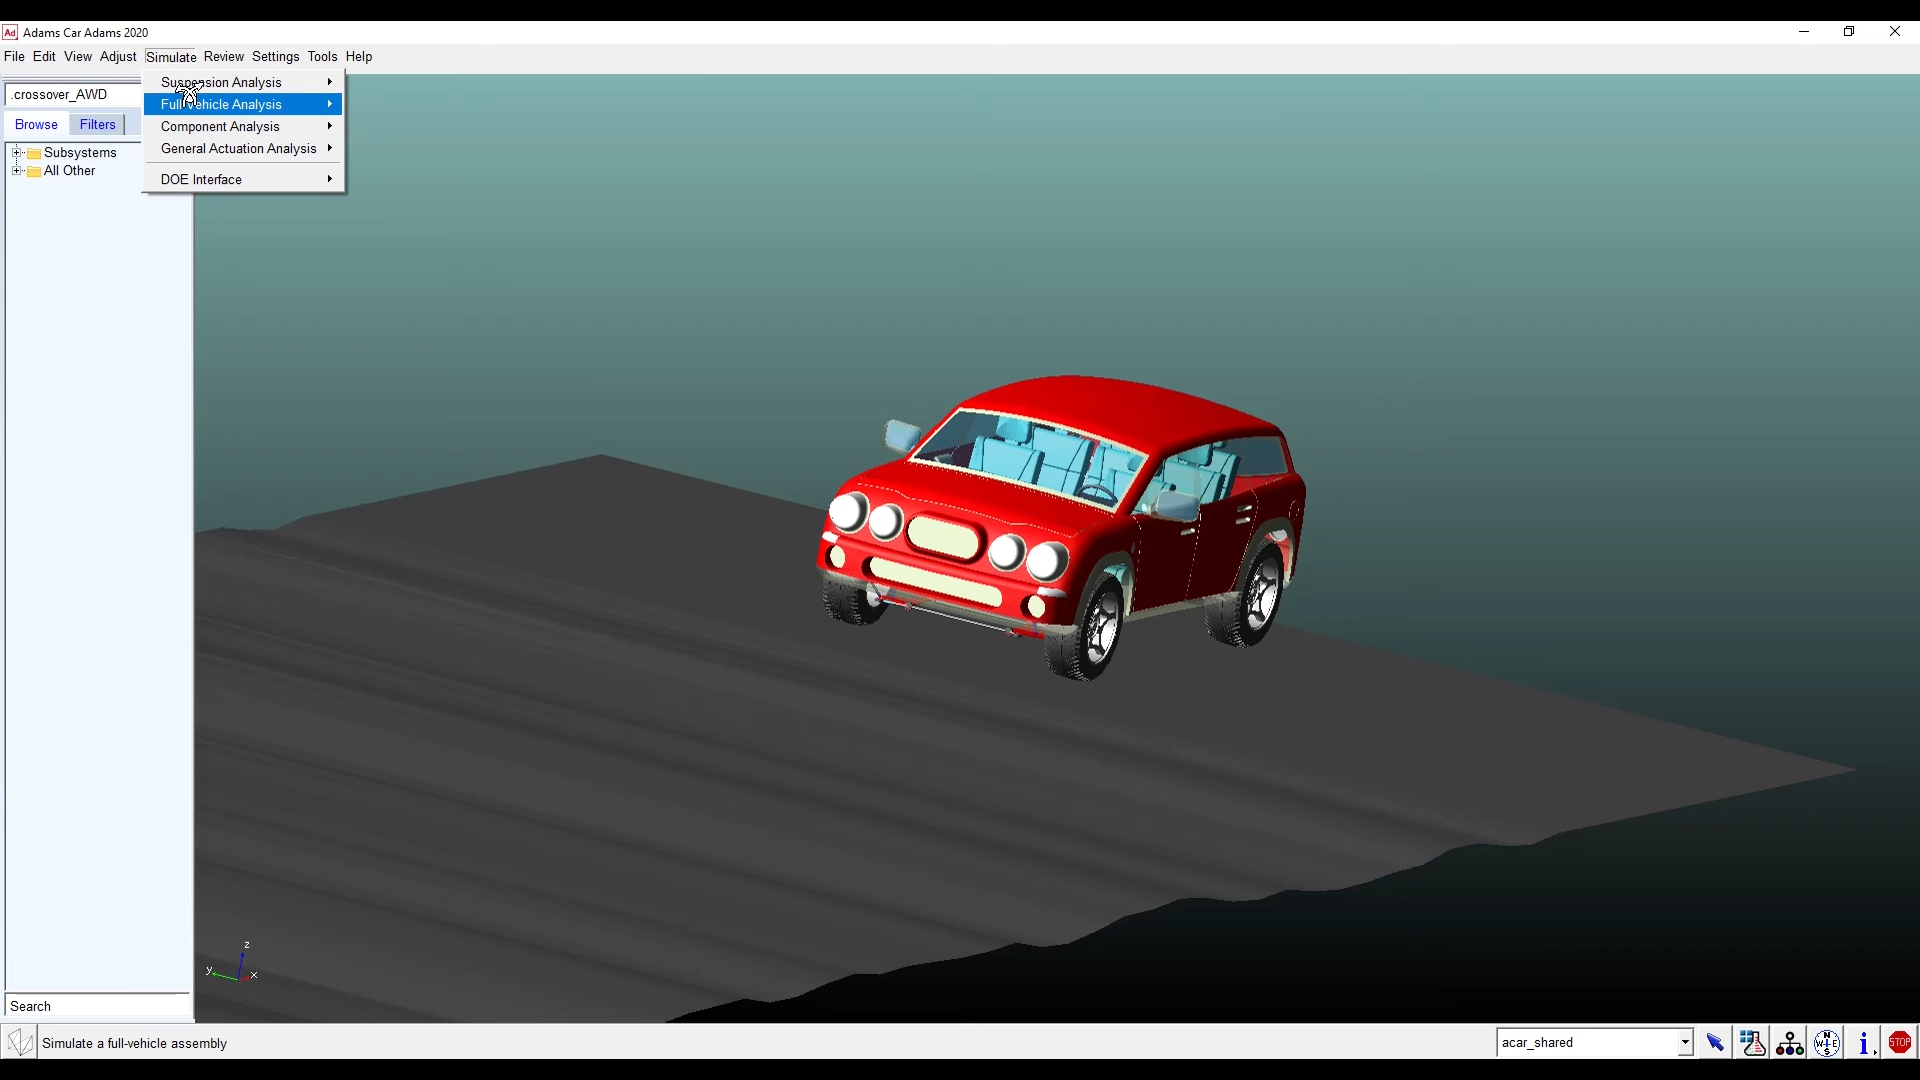 Ad Adams Car Adams 2020
File Edit View Adjust Simulate Review Settings Tools Help
.crossover_AWD
Browse Filters
Subsystems
All Other
Suspension Analysis
Full-Vehicle Analysis
Component Analysis
General Actuation Analysis
DOE Interface
z
y
x
Search
Simulate a full-vehicle assembly
acar_shared
N
W E
S
i
STOP